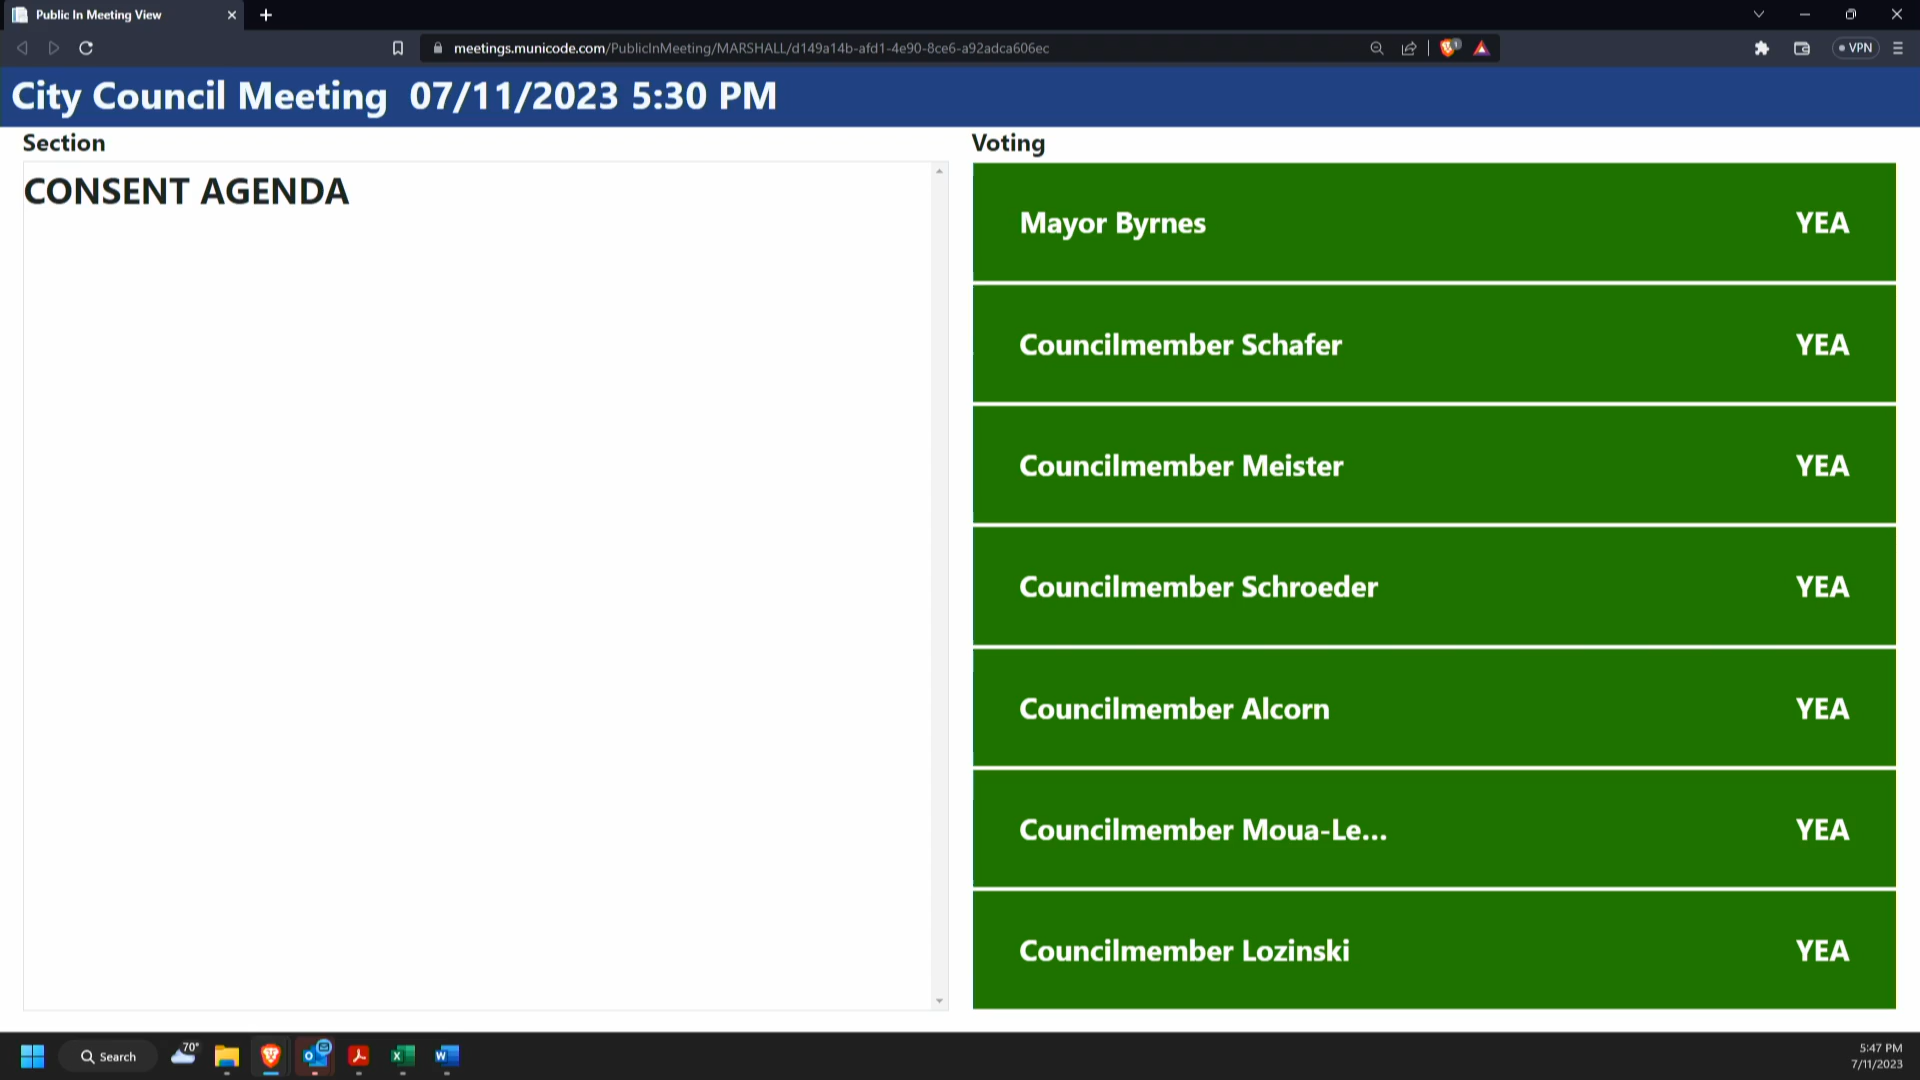 Public In Meeting View
meetings.municode.com/PublicInMeeting/MARSHALL/d149a14b-afd1-4e90-8ce6-a92adca606ec
VPN
City Council Meeting 07/11/2023 5:30 PM
Section
CONSENT AGENDA
Voting
Mayor Byrnes YEA
Councilmember Schafer YEA
Councilmember Meister YEA
Councilmember Schroeder YEA
Councilmember Alcorn YEA
Councilmember Moua-Le... YEA
Councilmember Lozinski YEA
Search
70°
5:47 PM
7/11/2023